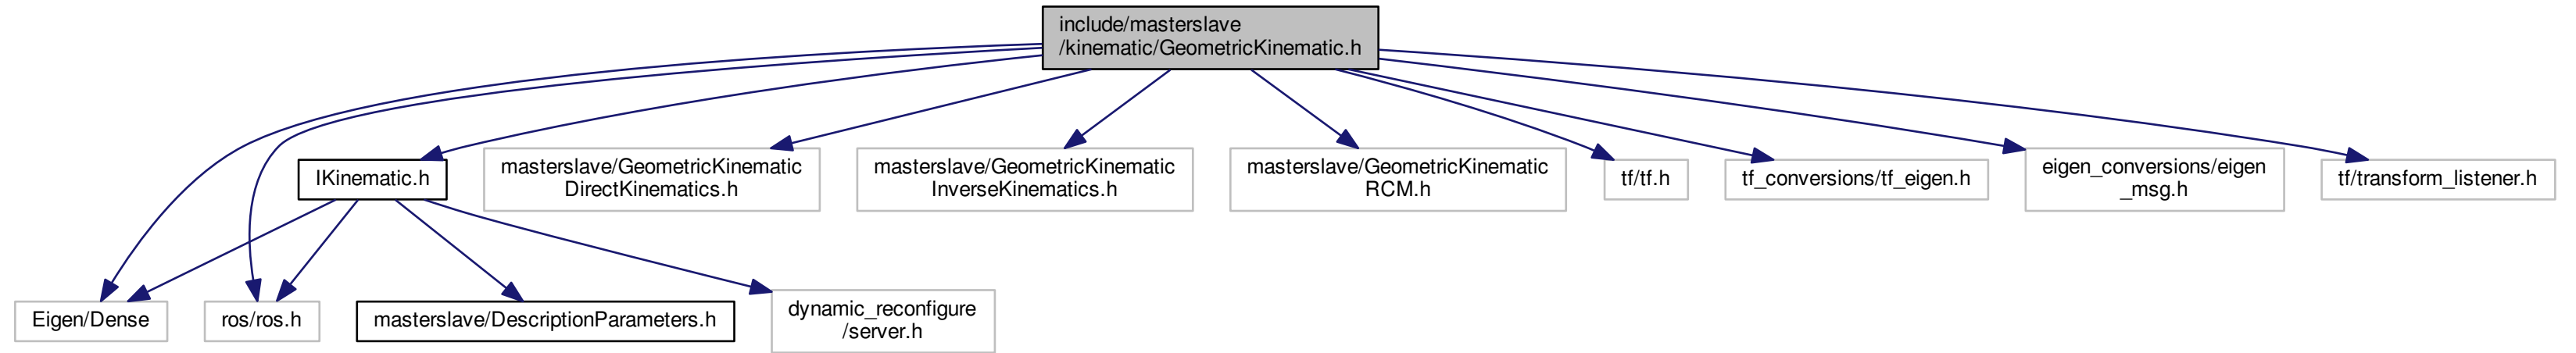 include/masterslave
/kinematic/GeometricKinematic.h
IKinematic.h
masterslave/GeometricKinematic
DirectKinematics.h
masterslave/GeometricKinematic
InverseKinematics.h
masterslave/GeometricKinematic
RCM.h
tf/tf.h
tf_conversions/tf_eigen.h
eigen_conversions/eigen
_msg.h
tf/transform_listener.h
Eigen/Dense
ros/ros.h
masterslave/DescriptionParameters.h
dynamic_reconfigure
/server.h